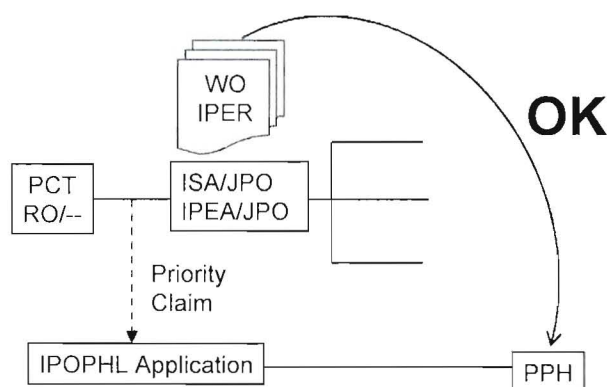 WO
IPER
OK
PCT
RO/--
ISA/JPO
IPEA/JPO
Priority
Claim
IPOPHL Application
PPH